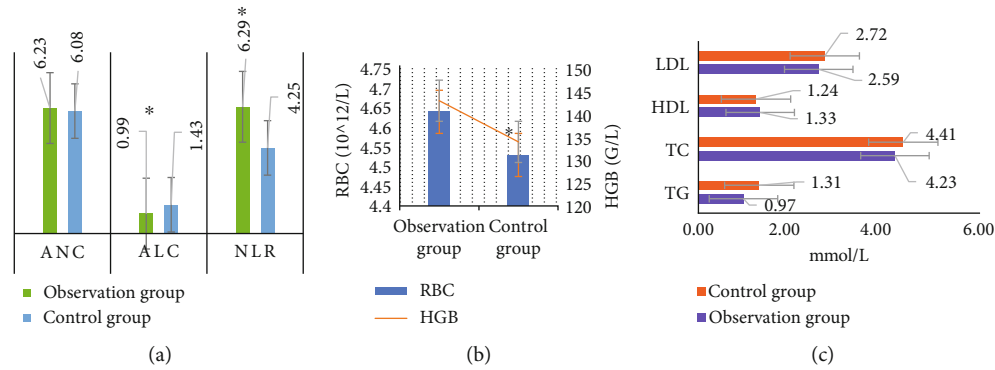 6.23
6.08
0.99
*
1.43
6.29 *
4.25
ANC
ALC
NLR
Observation group
Control group
(a)
RBC (10^12/L)
4.75
4.7
4.65
4.6
4.55
4.5
4.45
4.4
*
150
145
140
135
130
125
120
HGB (G/L)
Observation group
Control group
RBC
HGB
(b)
LDL
HDL
TC
TG
2.72
2.59
1.24
1.33
4.41
4.23
1.31
0.97
0.00
2.00
4.00
6.00
mmol/L
Control group
Observation group
(c)